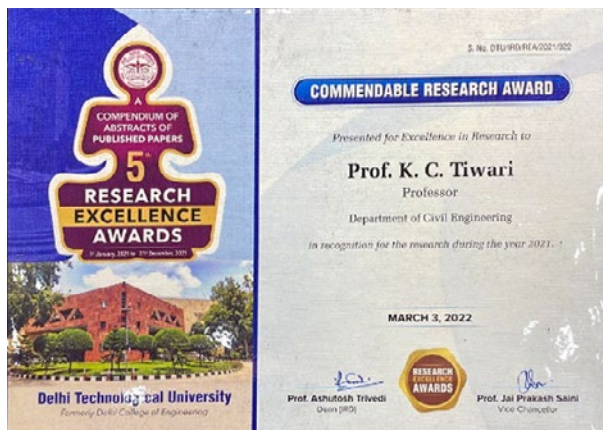 A
COMPENDIUM OF
ABSTRACTS OF
PUBLISHED PAPERS
5th
RESEARCH
EXCELLENCE
AWARDS
1st January, 2021 to 31st December, 2021
Delhi Technological University
Formerly Delhi College of Engineering
S. No. DTU/IRD/REA/2021/322
COMMENDABLE RESEARCH AWARD
Presented for Excellence in Research to
Prof. K. C. Tiwari
Professor
Department of Civil Engineering
in recognition for the research during the year 2021.
MARCH 3, 2022
RESEARCH
EXCELLENCE
AWARDS
Prof. Ashutosh Trivedi
Dean [IRD]
Prof. Jai Prakash Saini
Vice Chancellor